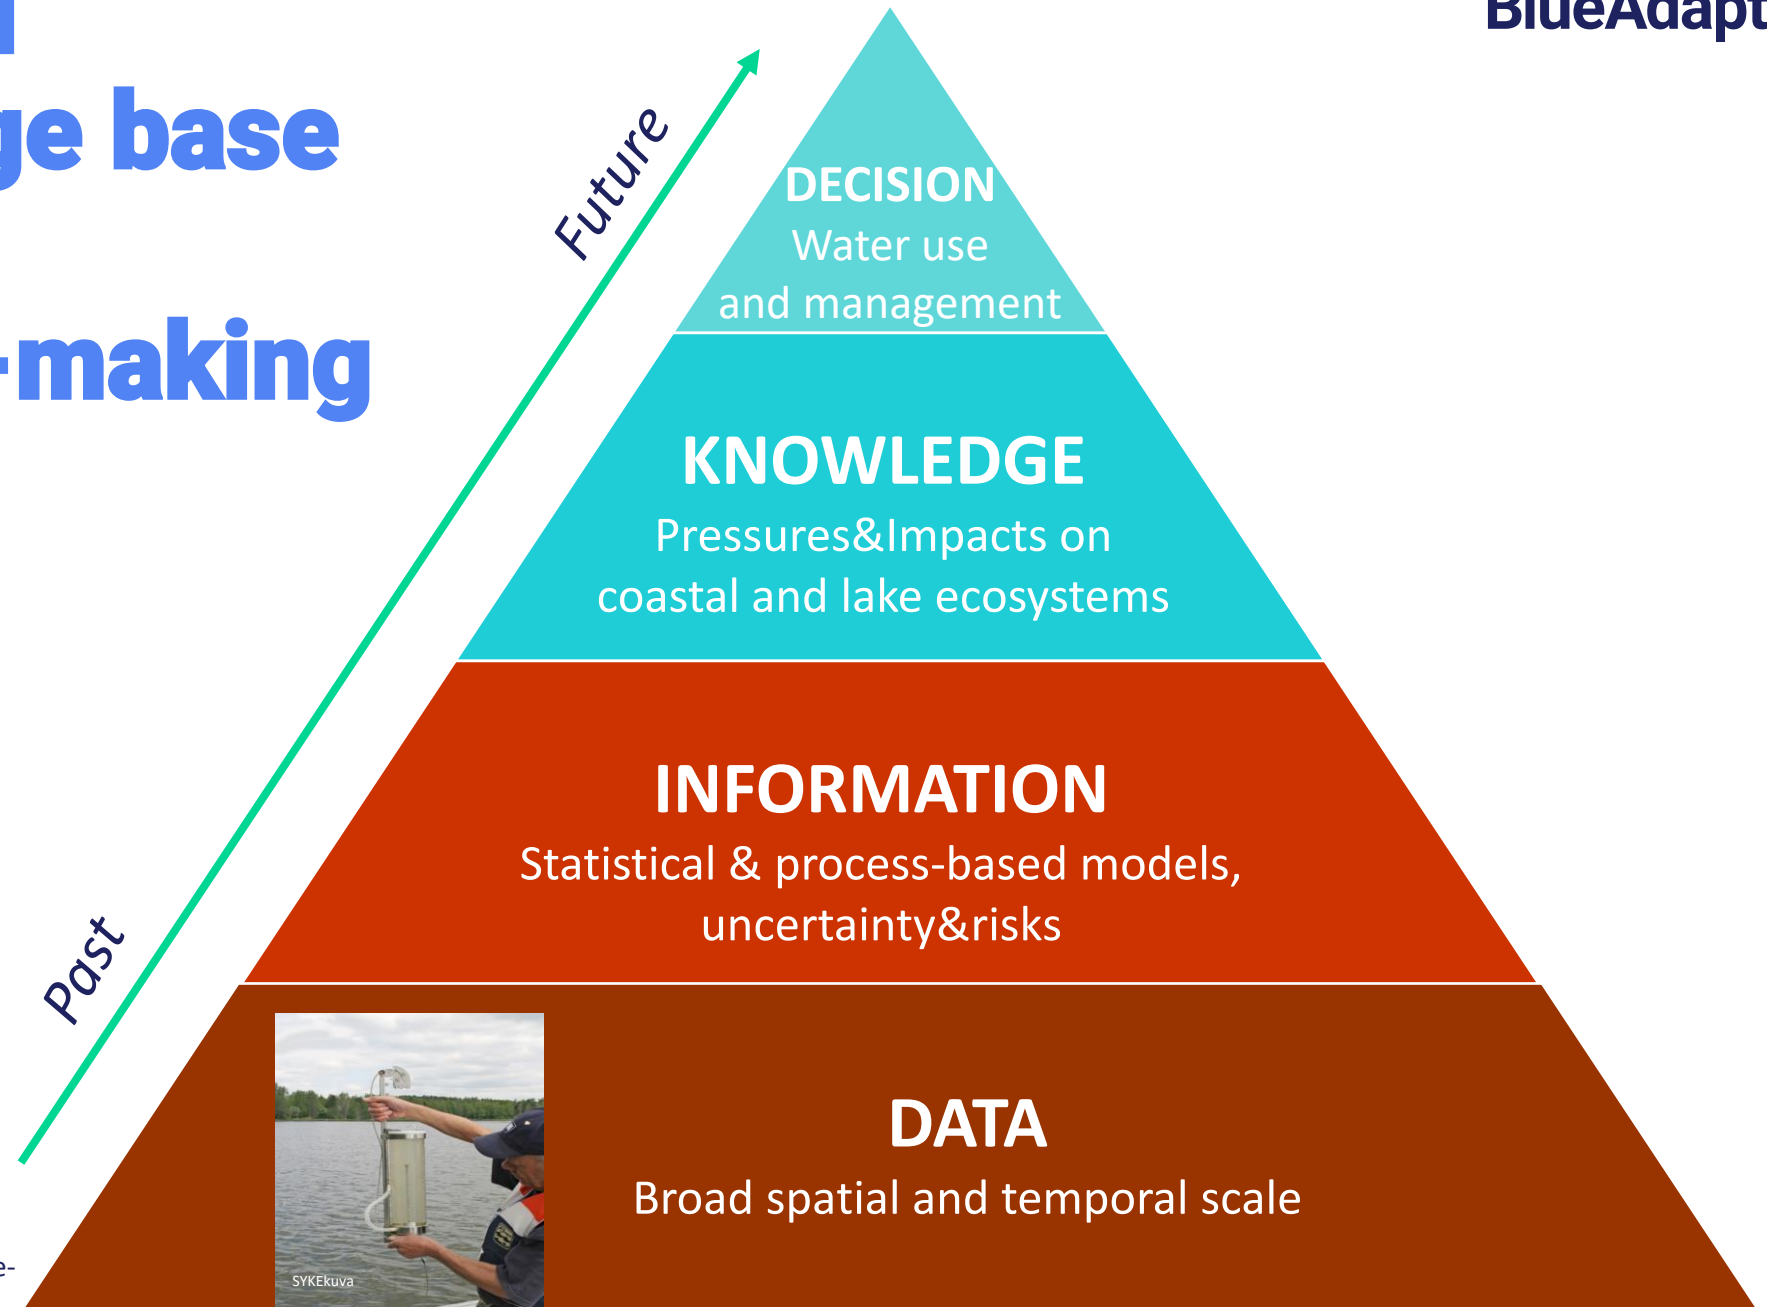 BlueAdapt
ge base
-making
Future
DECISION
Water use
and management
KNOWLEDGE
Pressures&Impacts on
coastal and lake ecosystems
INFORMATION
Statistical & process-based models,
uncertainty&risks
Past
DATA
Broad spatial and temporal scale
e-
SYKEkuva